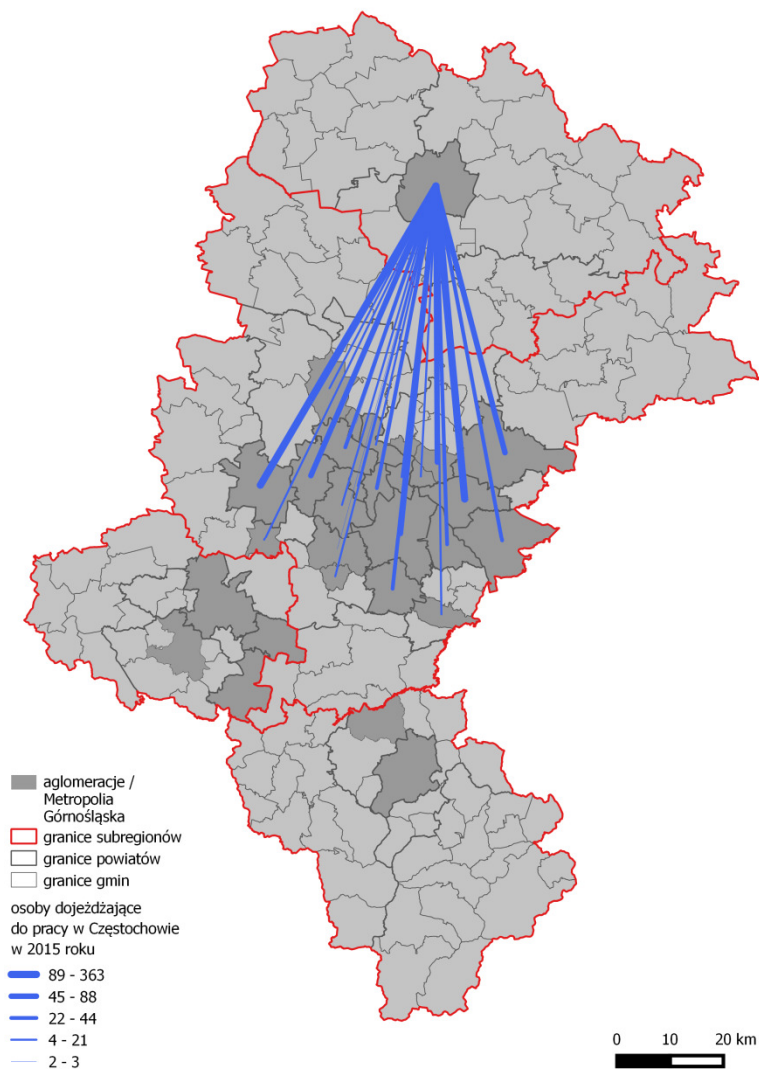 aglomeracje /
Metropolia
Górnośląska
granice subregionów
granice powiatów
granice gmin
osoby dojeżdżające
do pracy w Częstochowie
w 2015 roku
89 - 363
45 - 88
22 - 44
4 - 21
2 - 3
0 10 20 km